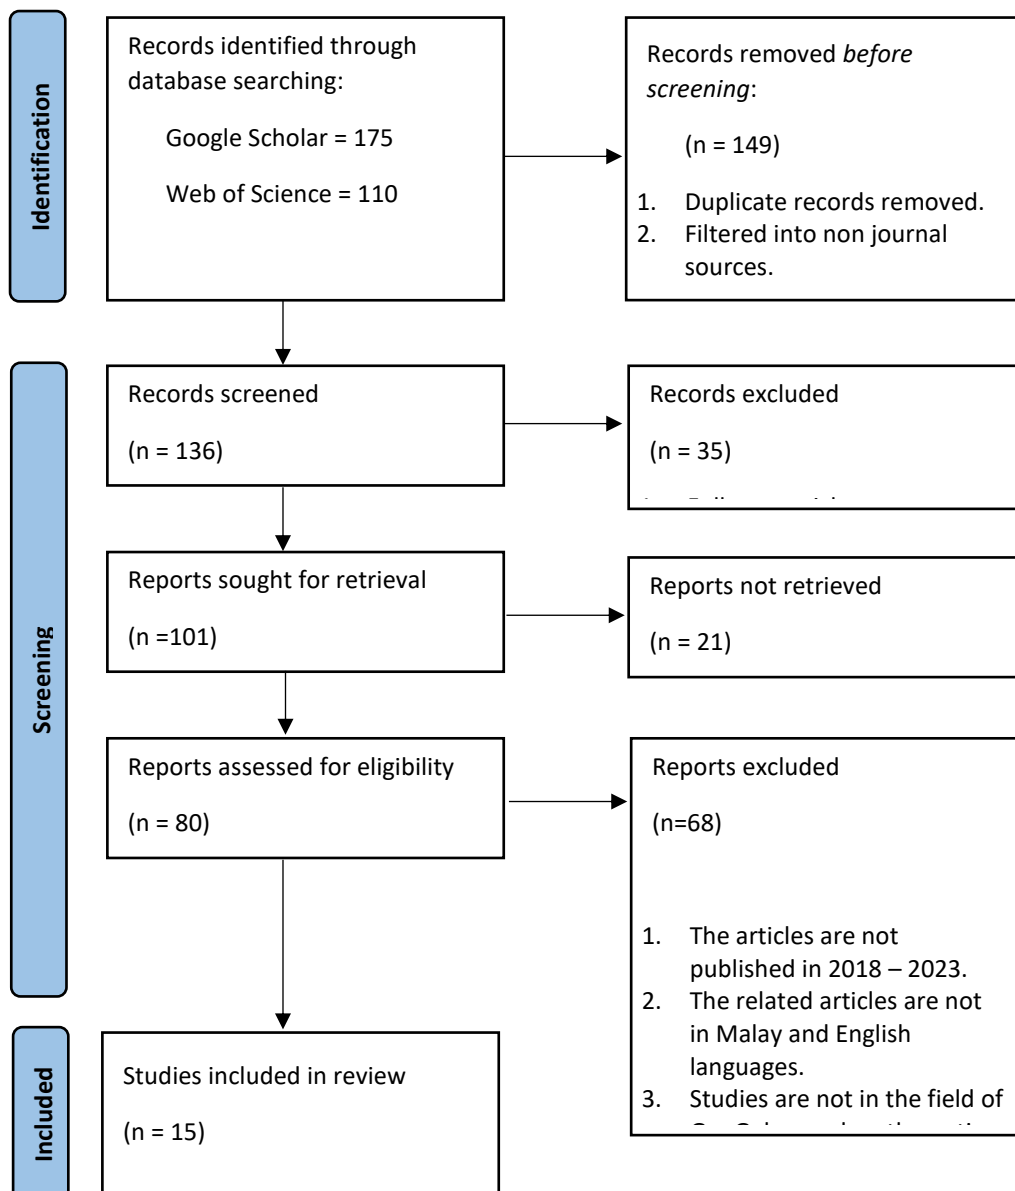 Identification
Records identified through
database searching:
Google Scholar = 175
Web of Science = 110
Records removed before
screening:
(n = 149)
1. Duplicate records removed.
2. Filtered into non journal
sources.
Screening
Records screened
(n = 136)
Records excluded
(n = 35)
Reports sought for retrieval
(n =101)
Reports not retrieved
(n = 21)
Reports assessed for eligibility
(n = 80)
Reports excluded
(n=68)
1. The articles are not
published in 2018 – 2023.
2. The related articles are not
in Malay and English
languages.
3. Studies are not in the field of
Included
Studies included in review
(n = 15)